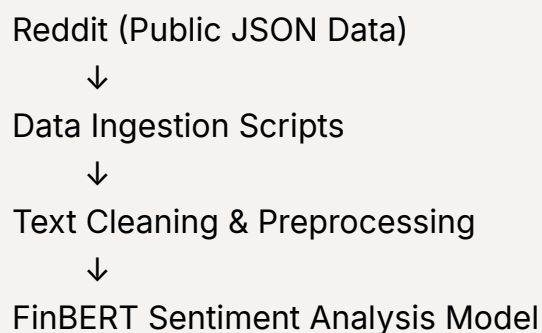 Reddit (Public JSON Data)
↓
Data Ingestion Scripts
↓
Text Cleaning & Preprocessing
↓
FinBERT Sentiment Analysis Model